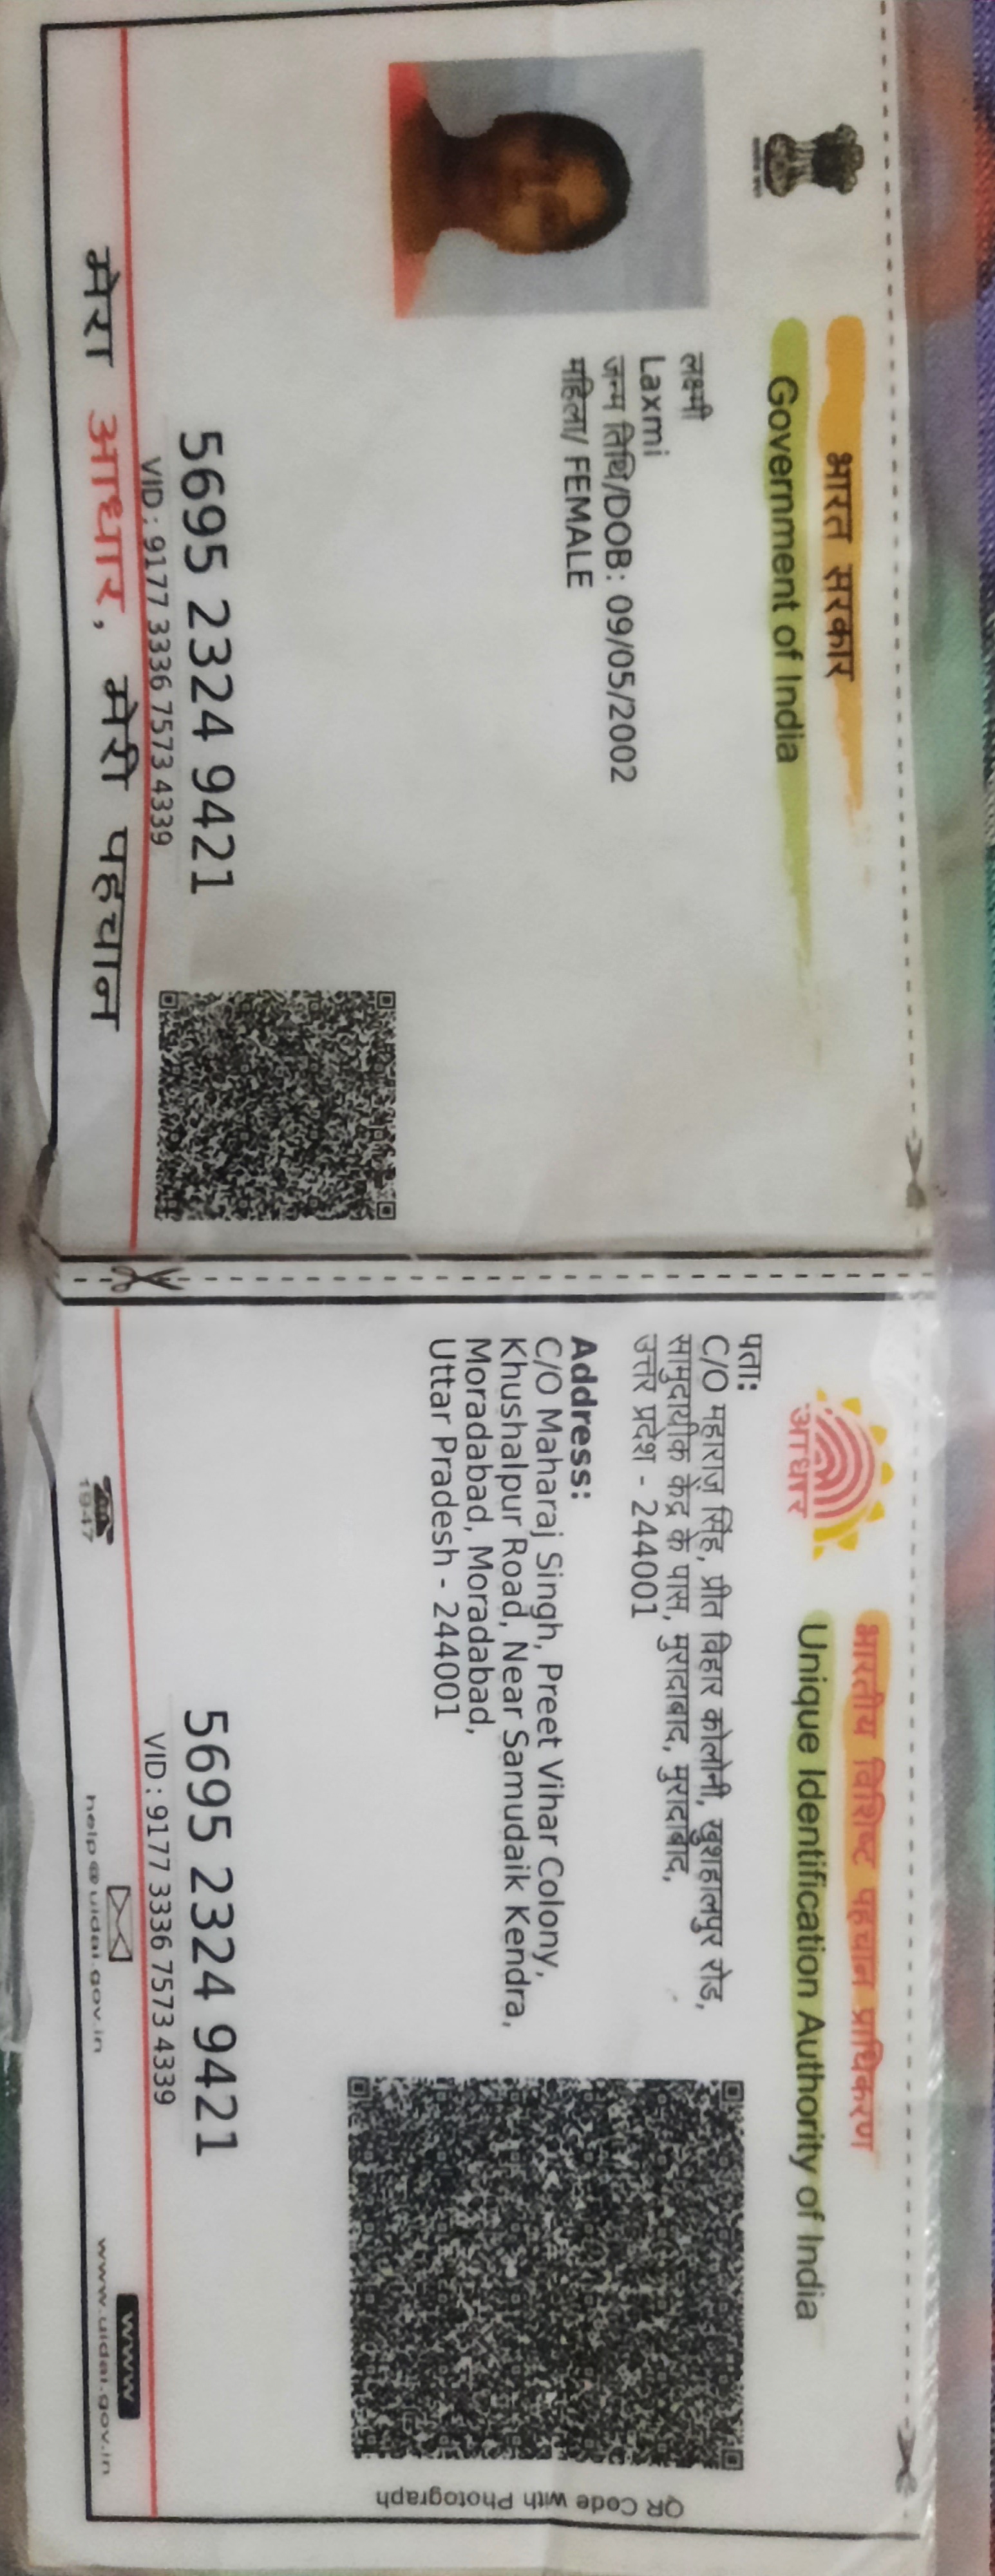 भारत सरकार
Government of India
लक्ष्मी
Laxmi
जन्म तिथि/DOB: 09/05/2002
महिला/ FEMALE
5695 2324 9421
VID : 9177 3336 7573 4339
मेरा आधार, मेरी पहचान
भारतीय विशिष्ट पहचान प्राधिकरण
Unique Identification Authority of India
आधार
पता:
C/O महाराज़ सिंह, प्रीत विहार कोलोनी, खुशहालपुर रोड,
सामुदायीक केंद्र के पास, मुरादाबाद, मुरादाबाद,
उत्तर प्रदेश - 244001
Address:
C/O Maharaj Singh, Preet Vihar Colony,
Khushalpur Road, Near Samudaik Kendra,
Moradabad, Moradabad,
Uttar Pradesh - 244001
QR Code with Photograph
5695 2324 9421
VID : 9177 3336 7573 4339
1947
help@uidai.gov.in
www
www.uidai.gov.in